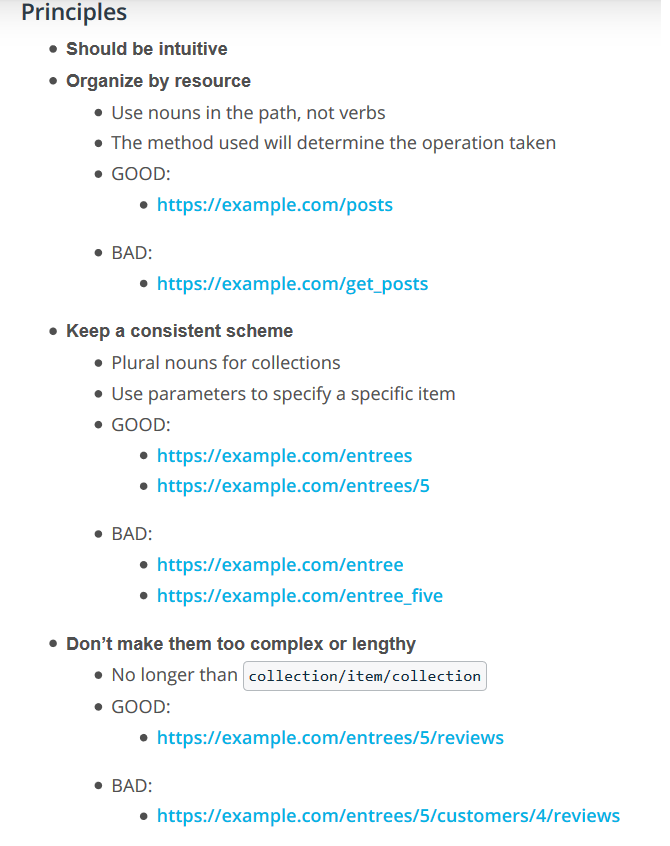 Principles
Should be intuitive
Organize by resource
Use nouns in the path, not verbs
The method used will determine the operation taken
GOOD:
https://example.com/posts
BAD:
https://example.com/get_posts
Keep a consistent scheme
Plural nouns for collections
Use parameters to specify a specific item
GOOD:
https://example.com/entrees
https://example.com/entrees/5
BAD:
https://example.com/entree
https://example.com/entree_five
Don’t make them too complex or lengthy
No longer than collection/item/collection
GOOD:
https://example.com/entrees/5/reviews
BAD:
https://example.com/entrees/5/customers/4/reviews